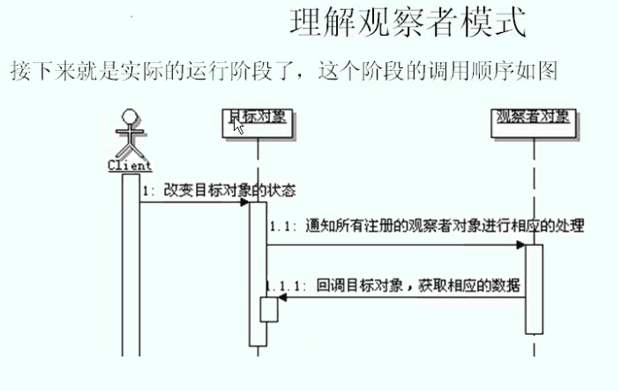 理解观察者模式
接下来就是实际的运行阶段了，这个阶段的调用顺序如图
目标对象
观察者对象
Client
1: 改变目标对象的状态
1.1: 通知所有注册的观察者对象进行相应的处理
1.1.1: 回调目标对象，获取相应的数据